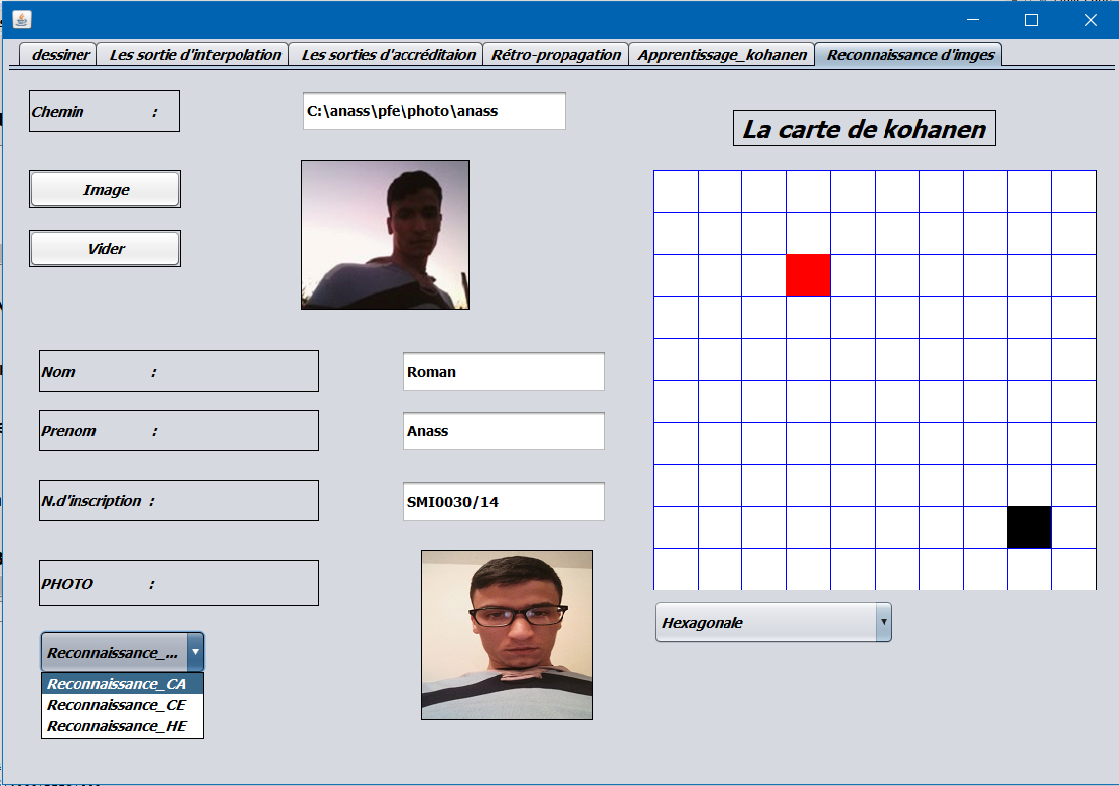 dessiner Les sortie d'interpolation Les sorties d'accréditaion Rétro-propagation Apprentissage_kohanen Reconnaissance d'imges
Chemin :
C:\anass\pfe\photo\anass
La carte de kohanen
Image
Vider
Nom :
Roman
Prenom :
Anass
N.d'inscription :
SMI0030/14
PHOTO :
Hexagonale
Reconnaissance_...
Reconnaissance_CA
Reconnaissance_CE
Reconnaissance_HE